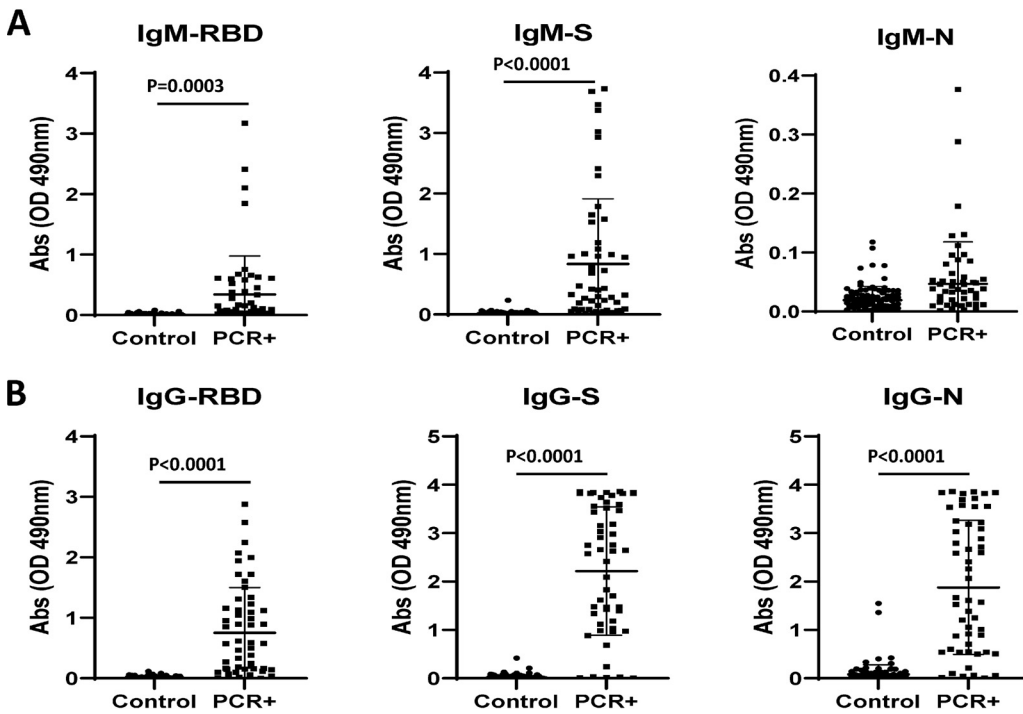 A
IgM-RBD
IgM-S
IgM-N
P=0.0003
P<0.0001
Abs (OD 490nm)
4
3
2
1
0
Control PCR+
Abs (OD 490nm)
4
3
2
1
0
Control PCR+
Abs (OD 490nm)
0.4
0.3
0.2
0.1
0.0
Control PCR+
B
IgG-RBD
IgG-S
IgG-N
P<0.0001
P<0.0001
P<0.0001
Abs (OD 490nm)
4
3
2
1
0
Control PCR+
Abs (OD 490nm)
5
4
3
2
1
0
Control PCR+
Abs (OD 490nm)
5
4
3
2
1
0
Control PCR+